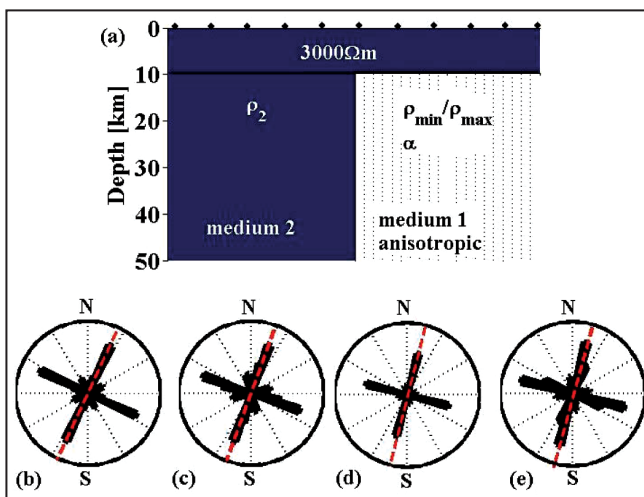 (a)
0
3000Ωm
10
20
30
40
50
Depth [km]
ρ2
ρmin/ρmax
α
medium 2
medium 1
anisotropic
N N N N
S S S S
(b) (c) (d) (e)